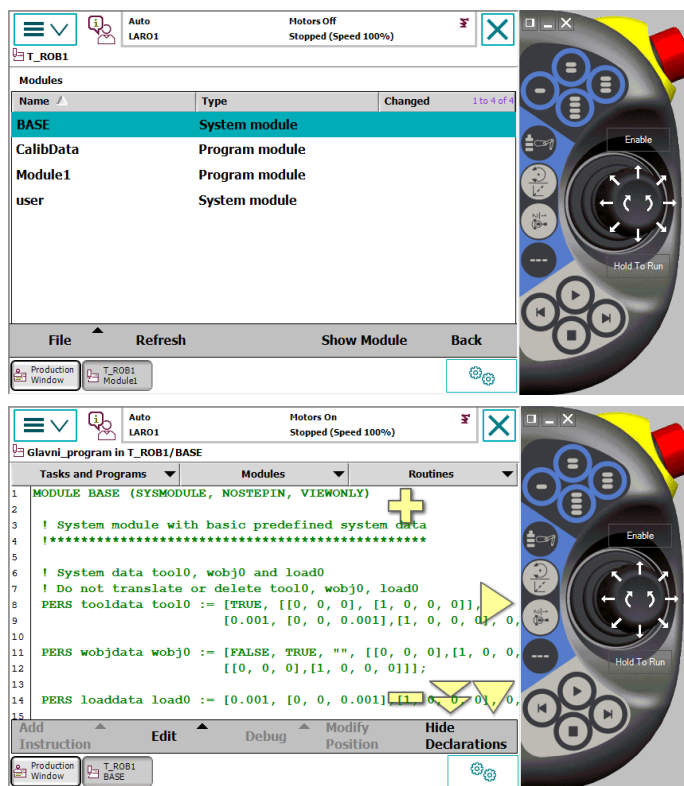 Auto
LARO1
Motors Off
Stopped (Speed 100%)
T_ROB1
Modules
Name Type Changed 1 to 4 of 4
BASE System module
CalibData Program module
Module1 Program module
user System module
File Refresh Show Module Back
Production Window
T_ROB1 Module1
Enable
Hold To Run
Auto
LARO1
Motors On
Stopped (Speed 100%)
Glavni_program in T_ROB1/BASE
Tasks and Programs Modules Routines
1 MODULE BASE (SYSMODULE, NOSTEPIN, VIEWONLY)
2
3 ! System module with basic predefined system data
4 !************************************************
5
6 ! System data tool0, wobj0 and load0
7 ! Do not translate or delete tool0, wobj0, load0
8 PERS tooldata tool0 := [TRUE, [[0, 0, 0], [1, 0, 0, 0]],
9 [0.001, [0, 0, 0.001],[1, 0, 0, 0], 0,
10
11 PERS wobjdata wobj0 := [FALSE, TRUE, "", [[0, 0, 0],[1, 0, 0,
12 [[0, 0, 0],[1, 0, 0, 0]]];
13
14 PERS loaddata load0 := [0.001, [0, 0, 0.001],[1, 0, 0, 0], 0,
15
Add Instruction Edit Debug Modify Position Hide Declarations
Production Window
T_ROB1 BASE
Enable
Hold To Run